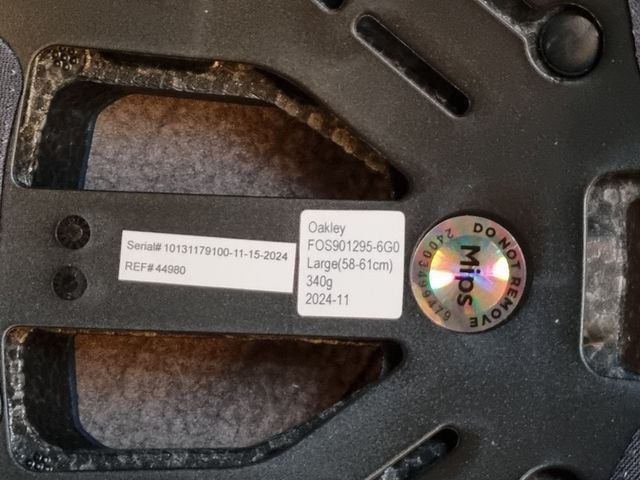 Serial# 10131179100-11-15-2024
REF# 44980
Oakley
FOS901295-6G0
Large(58-61cm)
340g
2024-11
DO NOT REMOVE
Mips